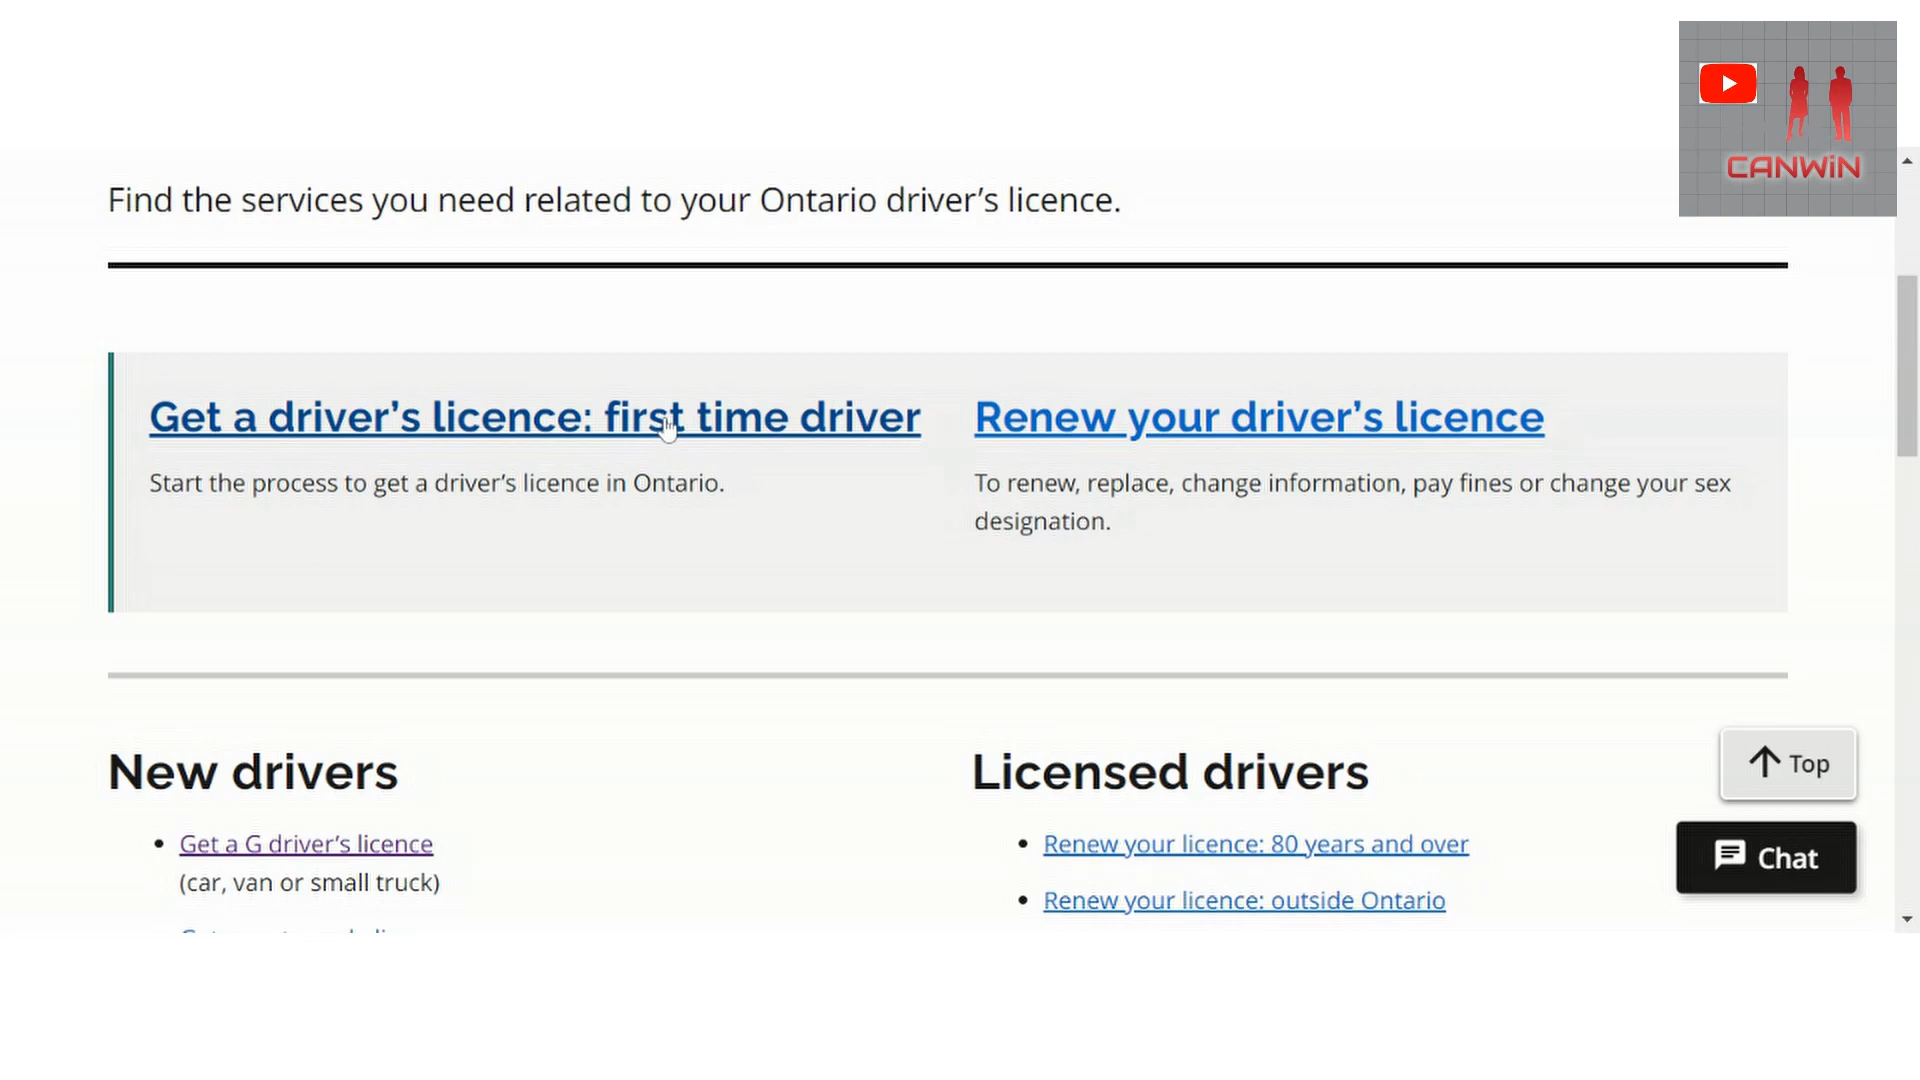 CANWiN
Find the services you need related to your Ontario driver’s licence.
Get a driver’s licence: first time driver
Start the process to get a driver’s licence in Ontario.
Renew your driver’s licence
To renew, replace, change information, pay fines or change your sex
designation.
New drivers
Get a G driver’s licence
(car, van or small truck)
Licensed drivers
Renew your licence: 80 years and over
Renew your licence: outside Ontario
Top
Chat